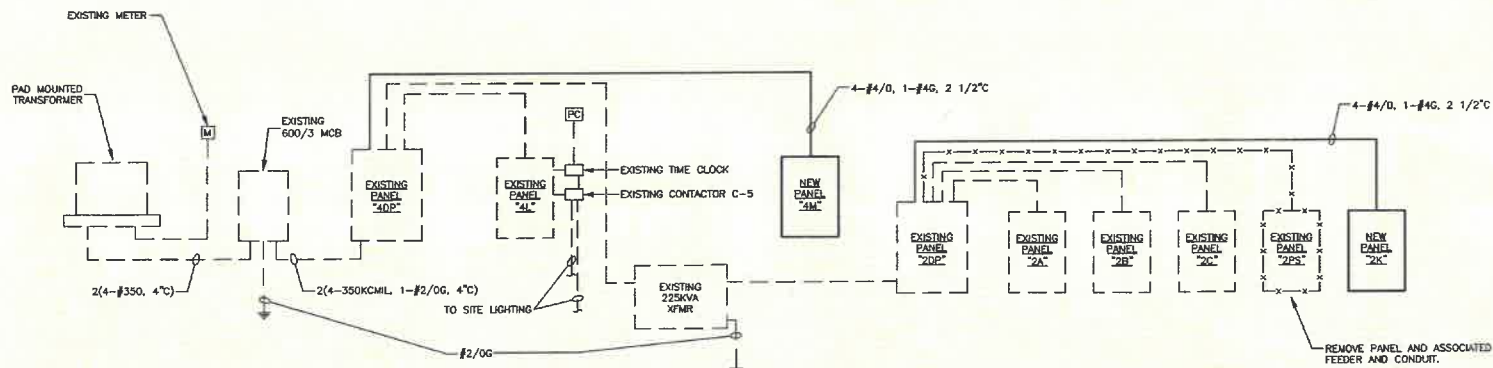 EXISTING METER
PAD MOUNTED
TRANSFORMER
M
EXISTING
600/3 MCB
PC
4-#4/0, 1-#4G, 2 1/2"C
4-#4/0, 1-#4G, 2 1/2"C
EXISTING
PANEL
"4DP"
EXISTING
PANEL
"4L"
EXISTING TIME CLOCK
EXISTING CONTACTOR C-5
NEW
PANEL
"4M"
EXISTING
PANEL
"2DP"
EXISTING
PANEL
"2A"
EXISTING
PANEL
"2B"
EXISTING
PANEL
"2C"
EXISTING
PANEL
"2PS"
NEW
PANEL
"2K"
2(4-#350, 4"C)
2(4-350KCMIL, 1-#2/0G, 4"C)
TO SITE LIGHTING
EXISTING
225KVA
XFMR
#2/0G
REMOVE PANEL AND ASSOCIATED
FEEDER AND CONDUIT.